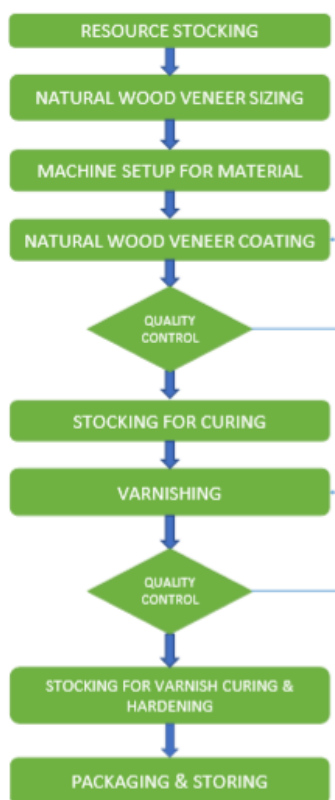 RESOURCE STOCKING
NATURAL WOOD VENEER SIZING
MACHINE SETUP FOR MATERIAL
NATURAL WOOD VENEER COATING
QUALITY
CONTROL
STOCKING FOR CURING
VARNISHING
QUALITY
CONTROL
STOCKING FOR VARNISH CURING &
HARDENING
PACKAGING & STORING